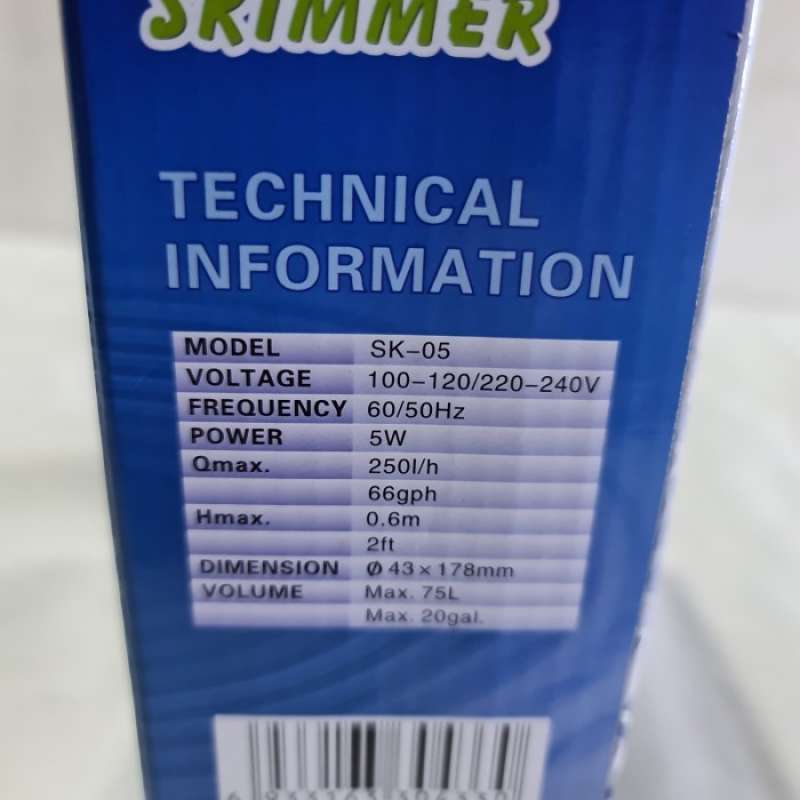 SKIMMER
TECHNICAL
INFORMATION
MODEL SK-05
VOLTAGE 100-120/220-240V
FREQUENCY 60/50Hz
POWER 5W
Qmax. 250l/h
66gph
Hmax. 0.6m
2ft
DIMENSION Ø 43×178mm
VOLUME Max. 75L
Max. 20gal.